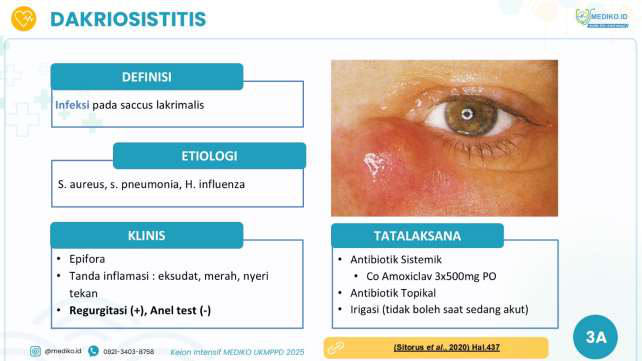 DAKRIOSISTITIS
MEDIKO.ID
DEFINISI
Infeksi pada saccus lakrimalis
ETIOLOGI
S. aureus, s. pneumonia, H. influenza
KLINIS
• Epifora
• Tanda inflamasi : eksudat, merah, nyeri
tekan
• Regurgitasi (+), Anel test (-)
TATALAKSANA
• Antibiotik Sistemik
• Co Amoxiclav 3x500mg PO
• Antibiotik Topikal
• Irigasi (tidak boleh saat sedang akut)
3A
@mediko.id 0821-3403-8758 Kelon Intensif MEDIKO UKMPPD 2025
(Sitorus et al., 2020) Hal.437